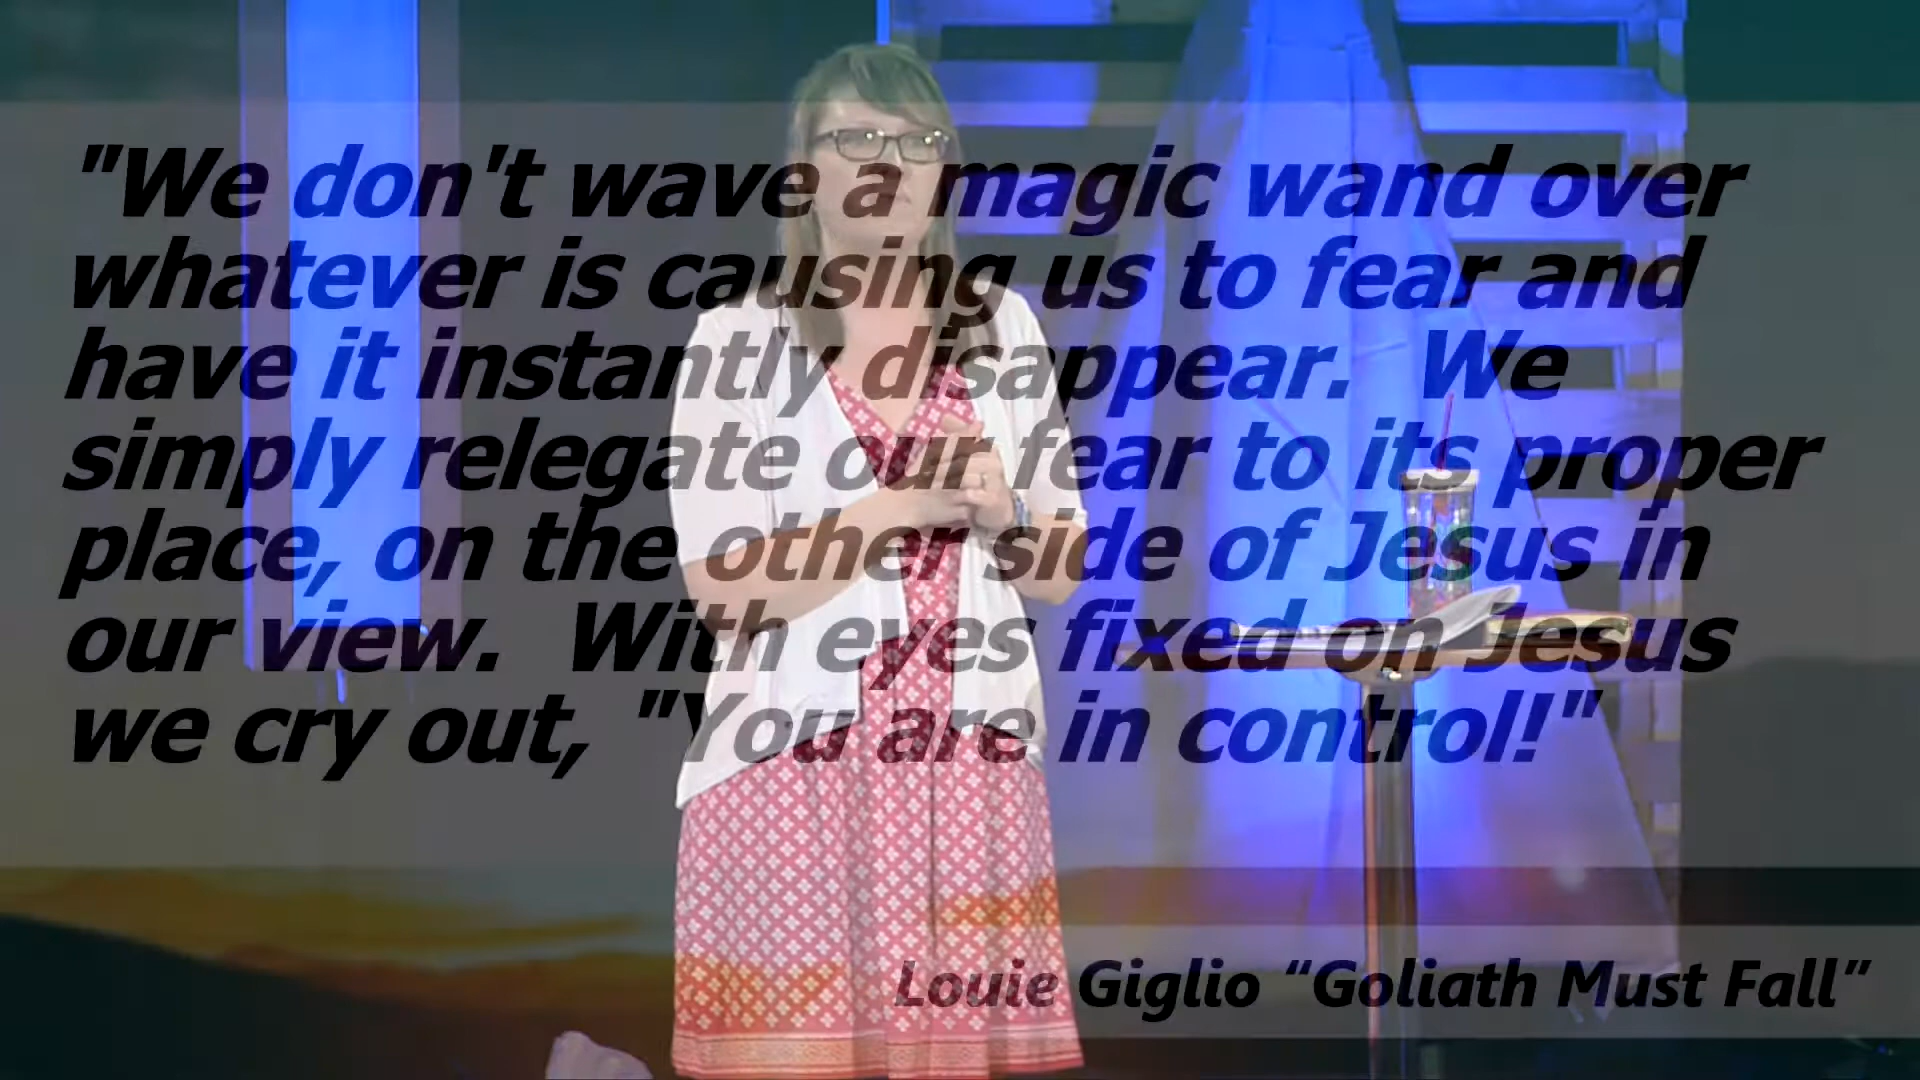 "We don't wave a magic wand over
whatever is causing us to fear and
have it instantly disappear.  We
simply relegate our fear to its proper
place, on the other side of Jesus in
our view.  With eyes fixed on Jesus
we cry out, "You are in control!"
Louie Giglio “Goliath Must Fall”